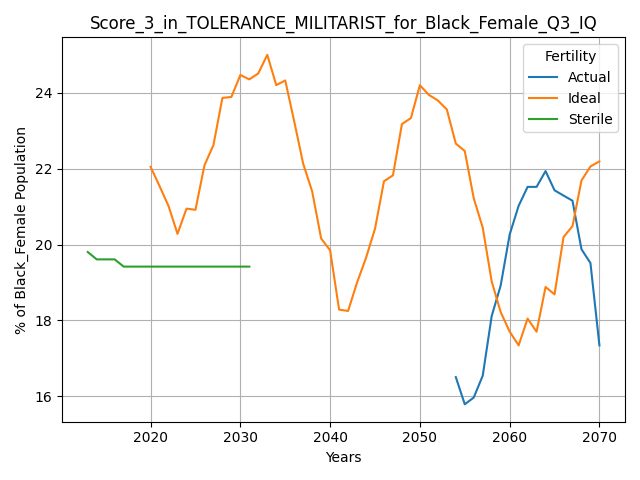 Score_3_in_TOLERANCE_MILITARIST_for_Black_Female_Q3_IQ
Fertility
Actual
Ideal
Sterile
% of Black_Female Population
24
22
20
18
16
2020 2030 2040 2050 2060 2070
Years